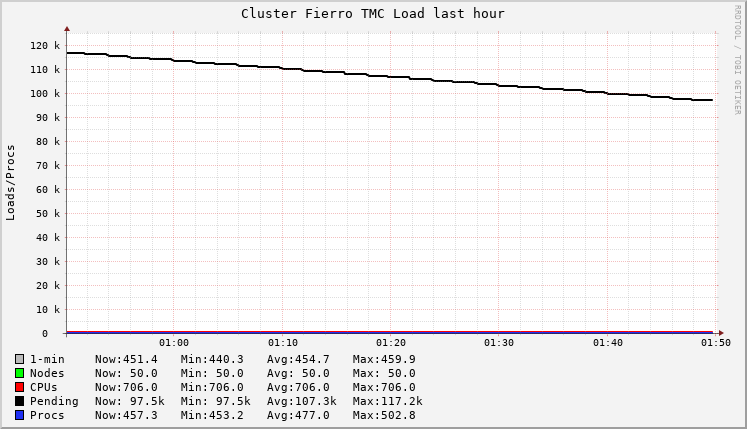 Cluster Fierro TMC Load last hour
RRDTOOL / TOBI OETIKER
Loads/Procs
120 k
110 k
100 k
90 k
80 k
70 k
60 k
50 k
40 k
30 k
20 k
10 k
0
01:00 01:10 01:20 01:30 01:40 01:50
1-min Now:451.4 Min:440.3 Avg:454.7 Max:459.9
Nodes Now: 50.0 Min: 50.0 Avg: 50.0 Max: 50.0
CPUs Now:706.0 Min:706.0 Avg:706.0 Max:706.0
Pending Now: 97.5k Min: 97.5k Avg:107.3k Max:117.2k
Procs Now:457.3 Min:453.2 Avg:477.0 Max:502.8